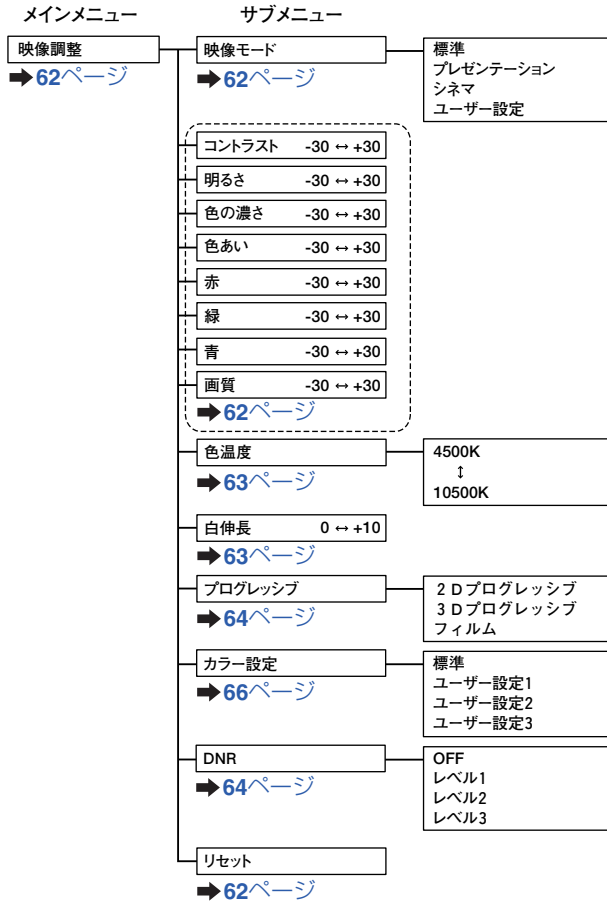 メインメニュー
サブメニュー
映像調整
➡62ページ
映像モード
➡62ページ
標準
プレゼンテーション
シネマ
ユーザー設定
コントラスト -30 ↔ +30
明るさ -30 ↔ +30
色の濃さ -30 ↔ +30
色あい -30 ↔ +30
赤 -30 ↔ +30
緑 -30 ↔ +30
青 -30 ↔ +30
画質 -30 ↔ +30
➡62ページ
色温度
➡63ページ
4500K
↕
10500K
白伸長 0 ↔ +10
➡63ページ
プログレッシブ
➡64ページ
2Dプログレッシブ
3Dプログレッシブ
フィルム
カラー設定
➡66ページ
標準
ユーザー設定1
ユーザー設定2
ユーザー設定3
DNR
➡64ページ
OFF
レベル1
レベル2
レベル3
リセット
➡62ページ